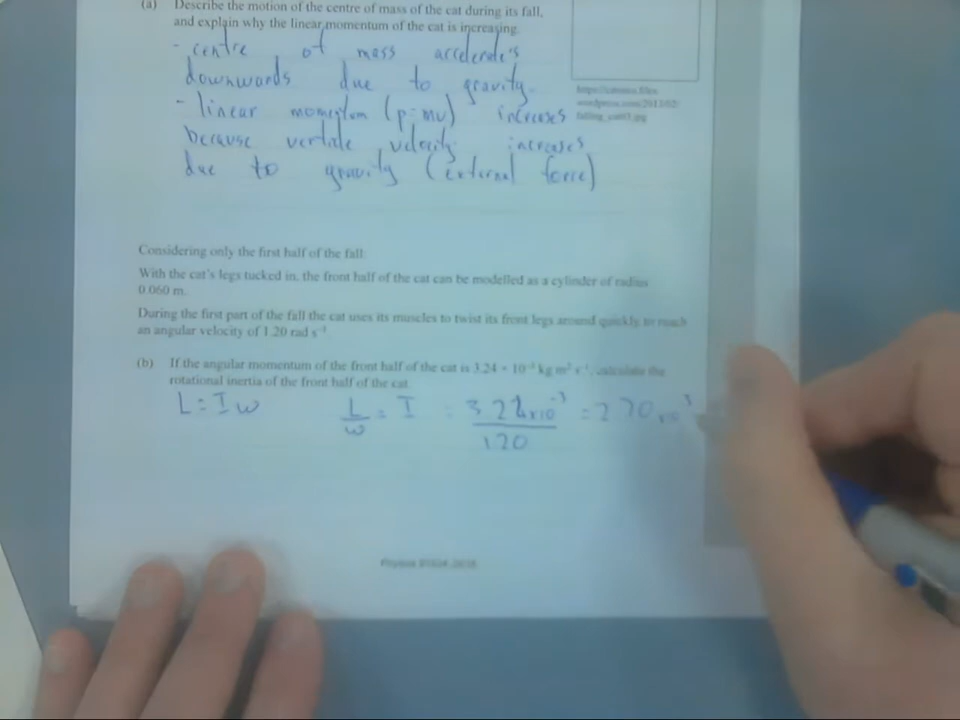 (a) Describe the motion of the centre of mass of the cat during its fall,
and explain why the linear momentum of the cat is increasing.
- centre of mass accelerates
downwards due to gravity.
- linear momentum (p=mv) increases
because verticle velocity increases
due to gravity (external force)
falling_cat03.jpg
Considering only the first half of the fall:
With the cat's legs tucked in, the front half of the cat can be modelled as a cylinder of radius
0.060 m.
During the first part of the fall the cat uses its muscles to twist its front legs around quickly to reach
an angular velocity of 1.20 rad s⁻¹
(b) If the angular momentum of the front half of the cat is 3.24 × 10⁻³ kg m² s⁻¹, calculate the
rotational inertia of the front half of the cat.
L = I ω L/ω = I = 3.24x10⁻³ / 1.20 = 2.70x10⁻³